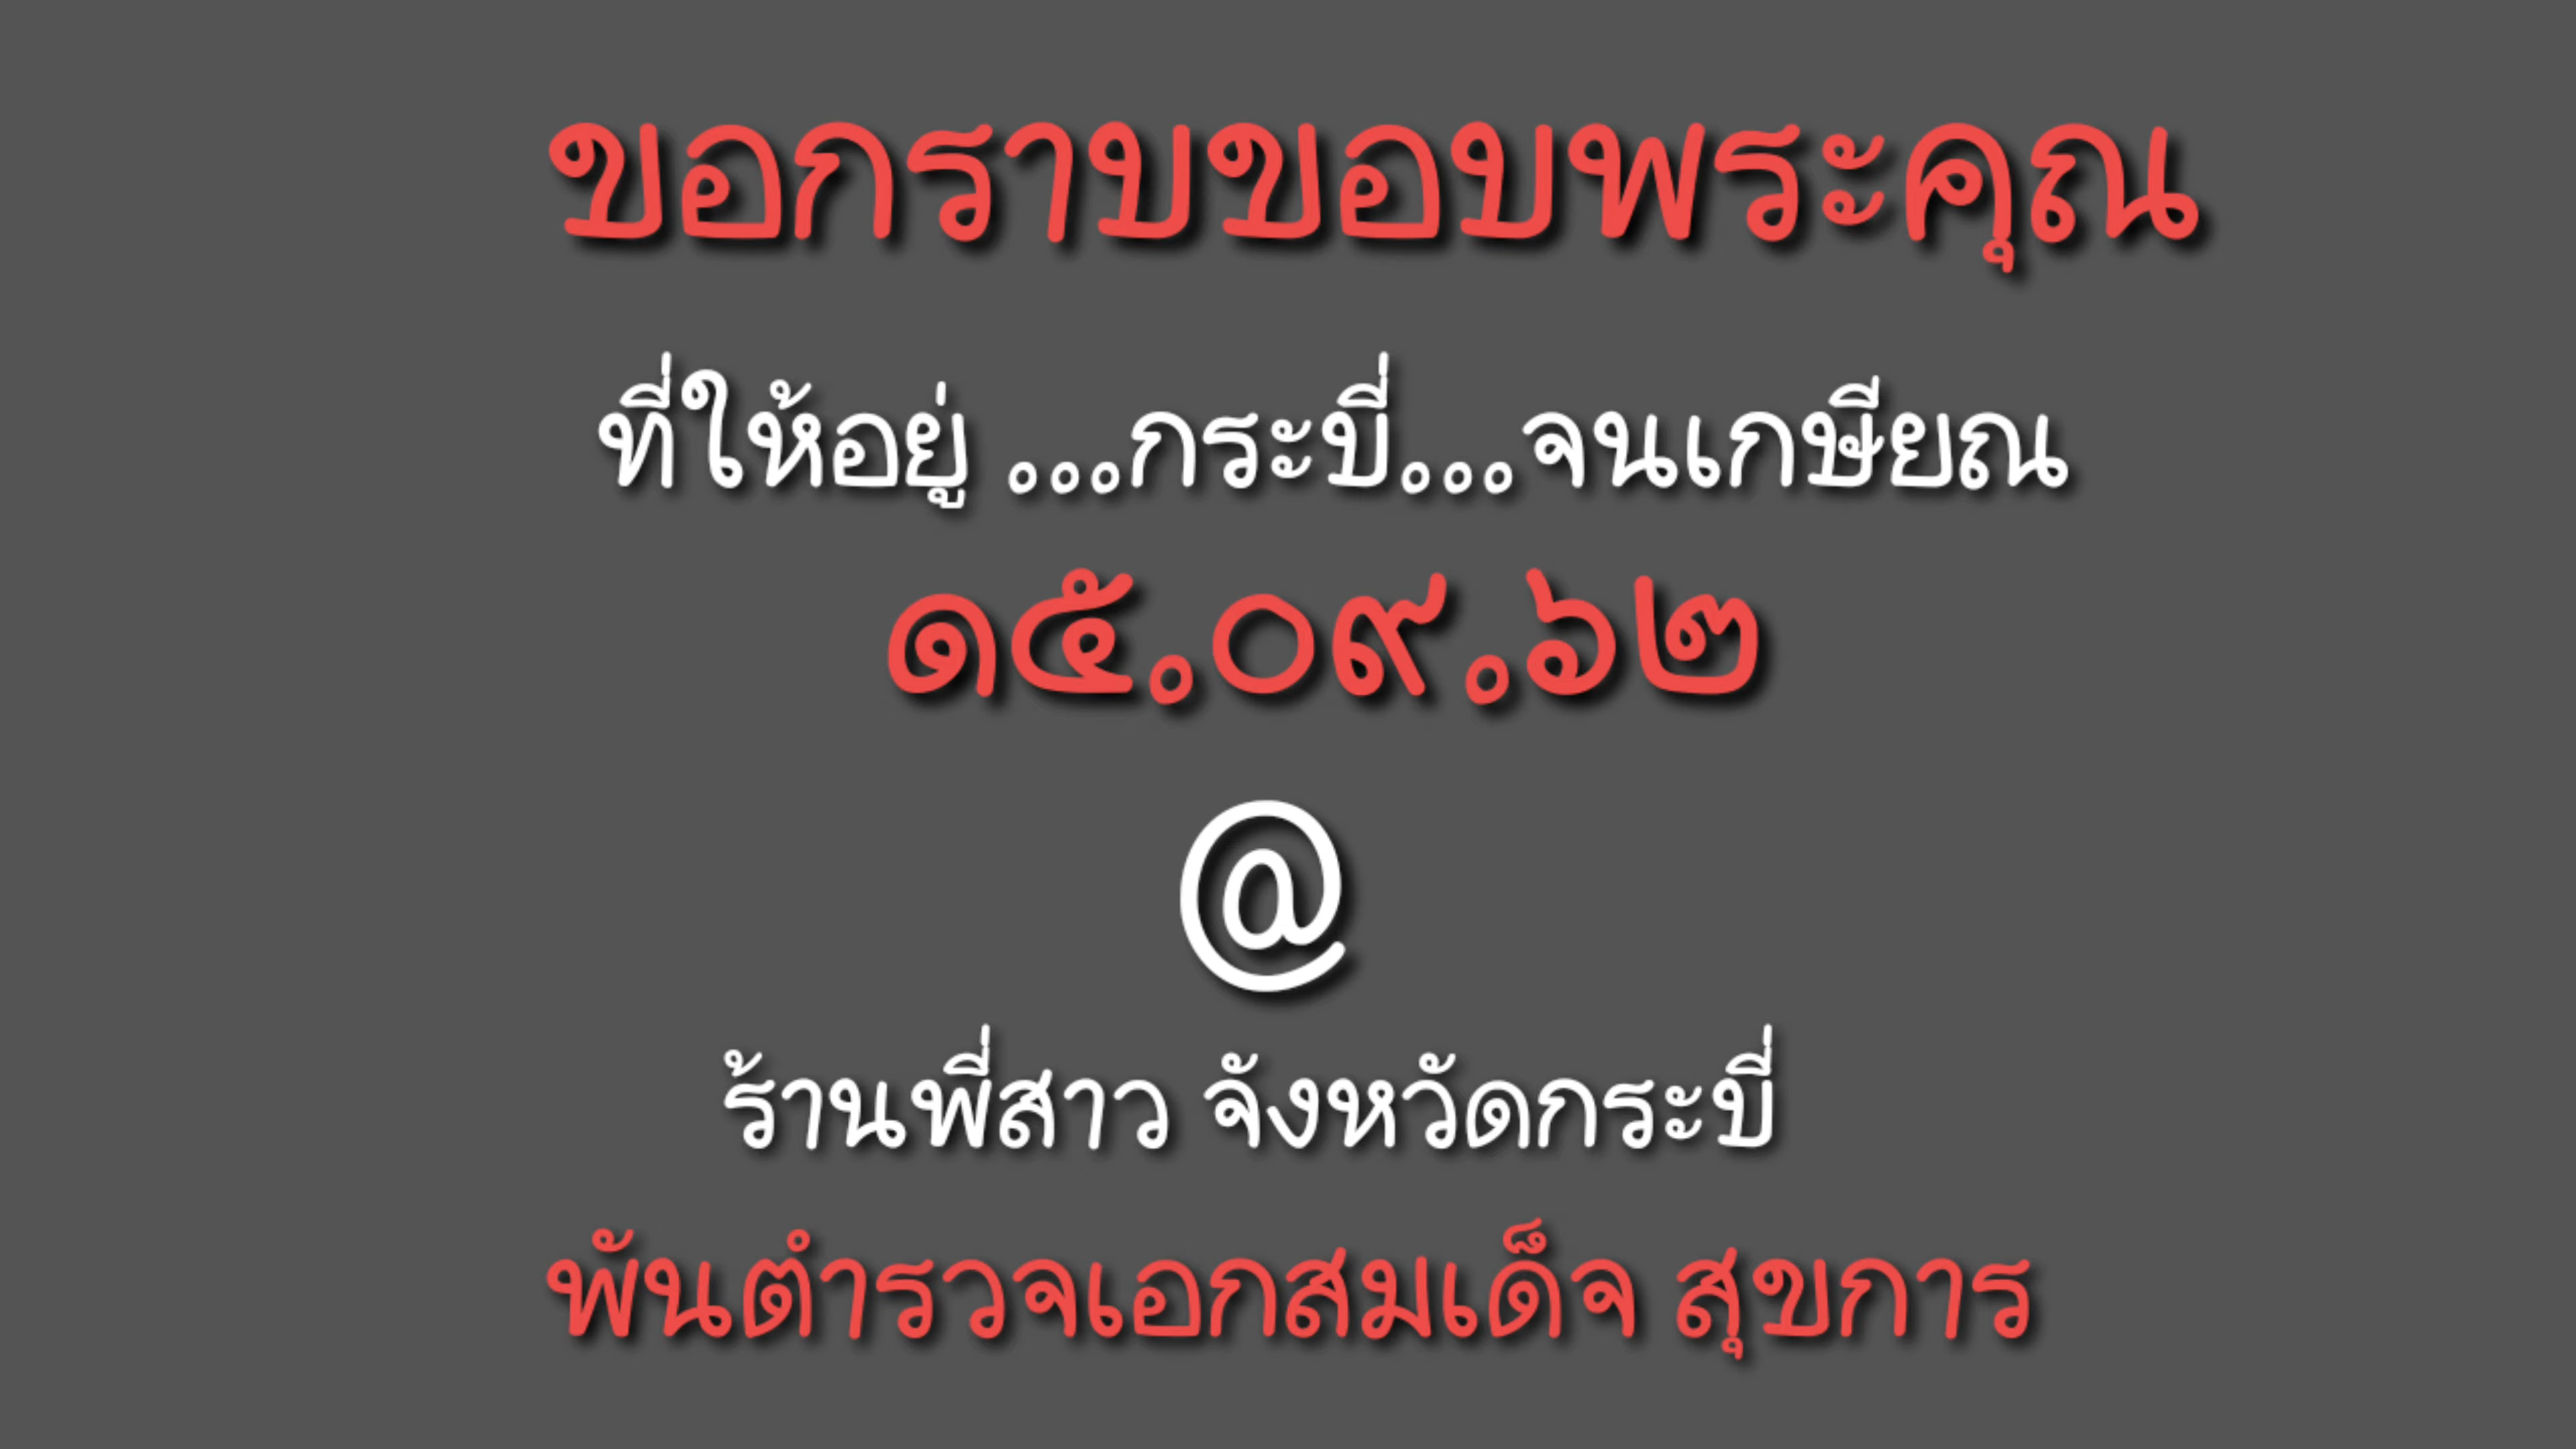 ขอกราบขอบพระคุณ
ที่ให้อยู่ ...กระบี่...จนเกษียณ
๑๕.๐๙.๖๒
@
ร้านพี่สาว จังหวัดกระบี่
พันตำรวจเอกสมเด็จ สุขการ